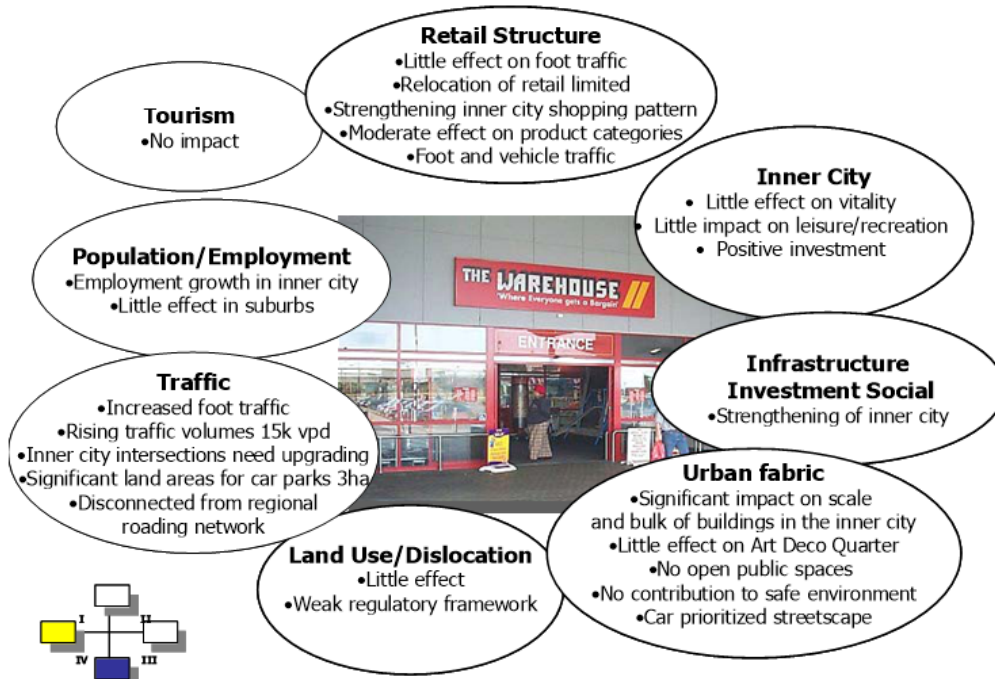 Retail Structure
•Little effect on foot traffic
•Relocation of retail limited
•Strengthening inner city shopping pattern
•Moderate effect on product categories
•Foot and vehicle traffic
Tourism
•No impact
Inner City
• Little effect on vitality
• Little impact on leisure/recreation
• Positive investment
Population/Employment
•Employment growth in inner city
•Little effect in suburbs
THE WAREHOUSE
'Where Everyone gets a Bargain'
ENTRANCE
Infrastructure
Investment Social
•Strengthening of inner city
Traffic
•Increased foot traffic
•Rising traffic volumes 15k vpd
•Inner city intersections need upgrading
•Significant land areas for car parks 3ha
•Disconnected from regional
roading network
Urban fabric
•Significant impact on scale
and bulk of buildings in the inner city
•Little effect on Art Deco Quarter
•No open public spaces
•No contribution to safe environment
•Car prioritized streetscape
Land Use/Dislocation
•Little effect
•Weak regulatory framework
I II
IV III